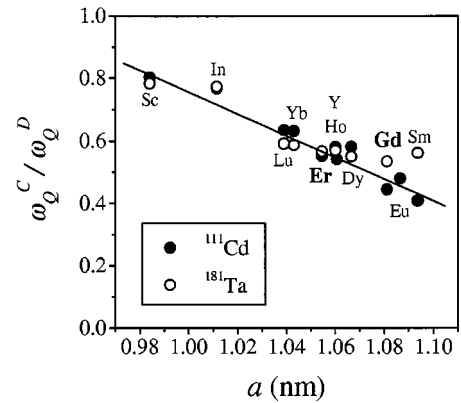 1.0
0.8
0.6
0.4
0.2
0.0
ω_Q^C / ω_Q^D
Sc
In
Yb
Lu
Y
Ho
Er
Dy
Gd
Sm
Eu
¹¹¹Cd
¹⁸¹Ta
0.98 1.00 1.02 1.04 1.06 1.08 1.10
a (nm)